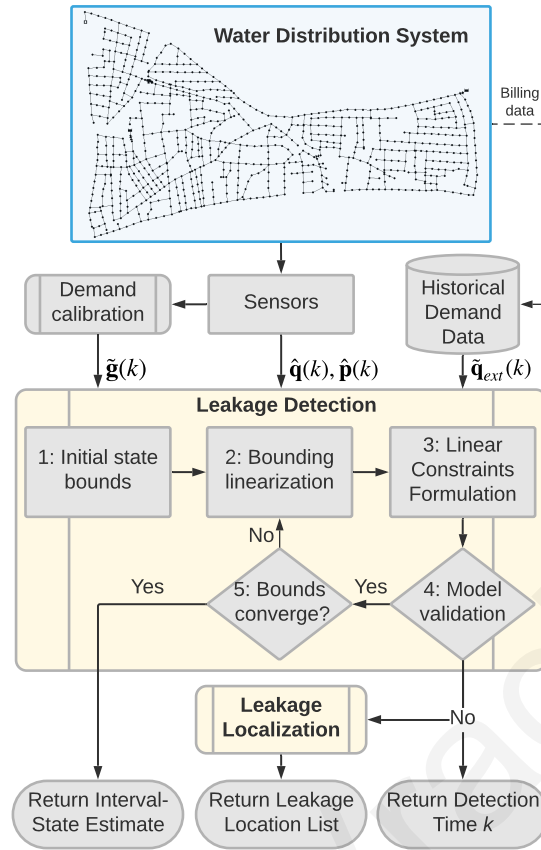 Water Distribution System
Billing
data
Demand
calibration
Sensors
Historical
Demand
Data
g̃(k)
q̂(k), p̂(k)
q̃ext(k)
Leakage Detection
1: Initial state
bounds
2: Bounding
linearization
3: Linear
Constraints
Formulation
No
Yes
5: Bounds
converge?
Yes
4: Model
validation
Leakage
Localization
No
Return Interval-
State Estimate
Return Leakage
Location List
Return Detection
Time k